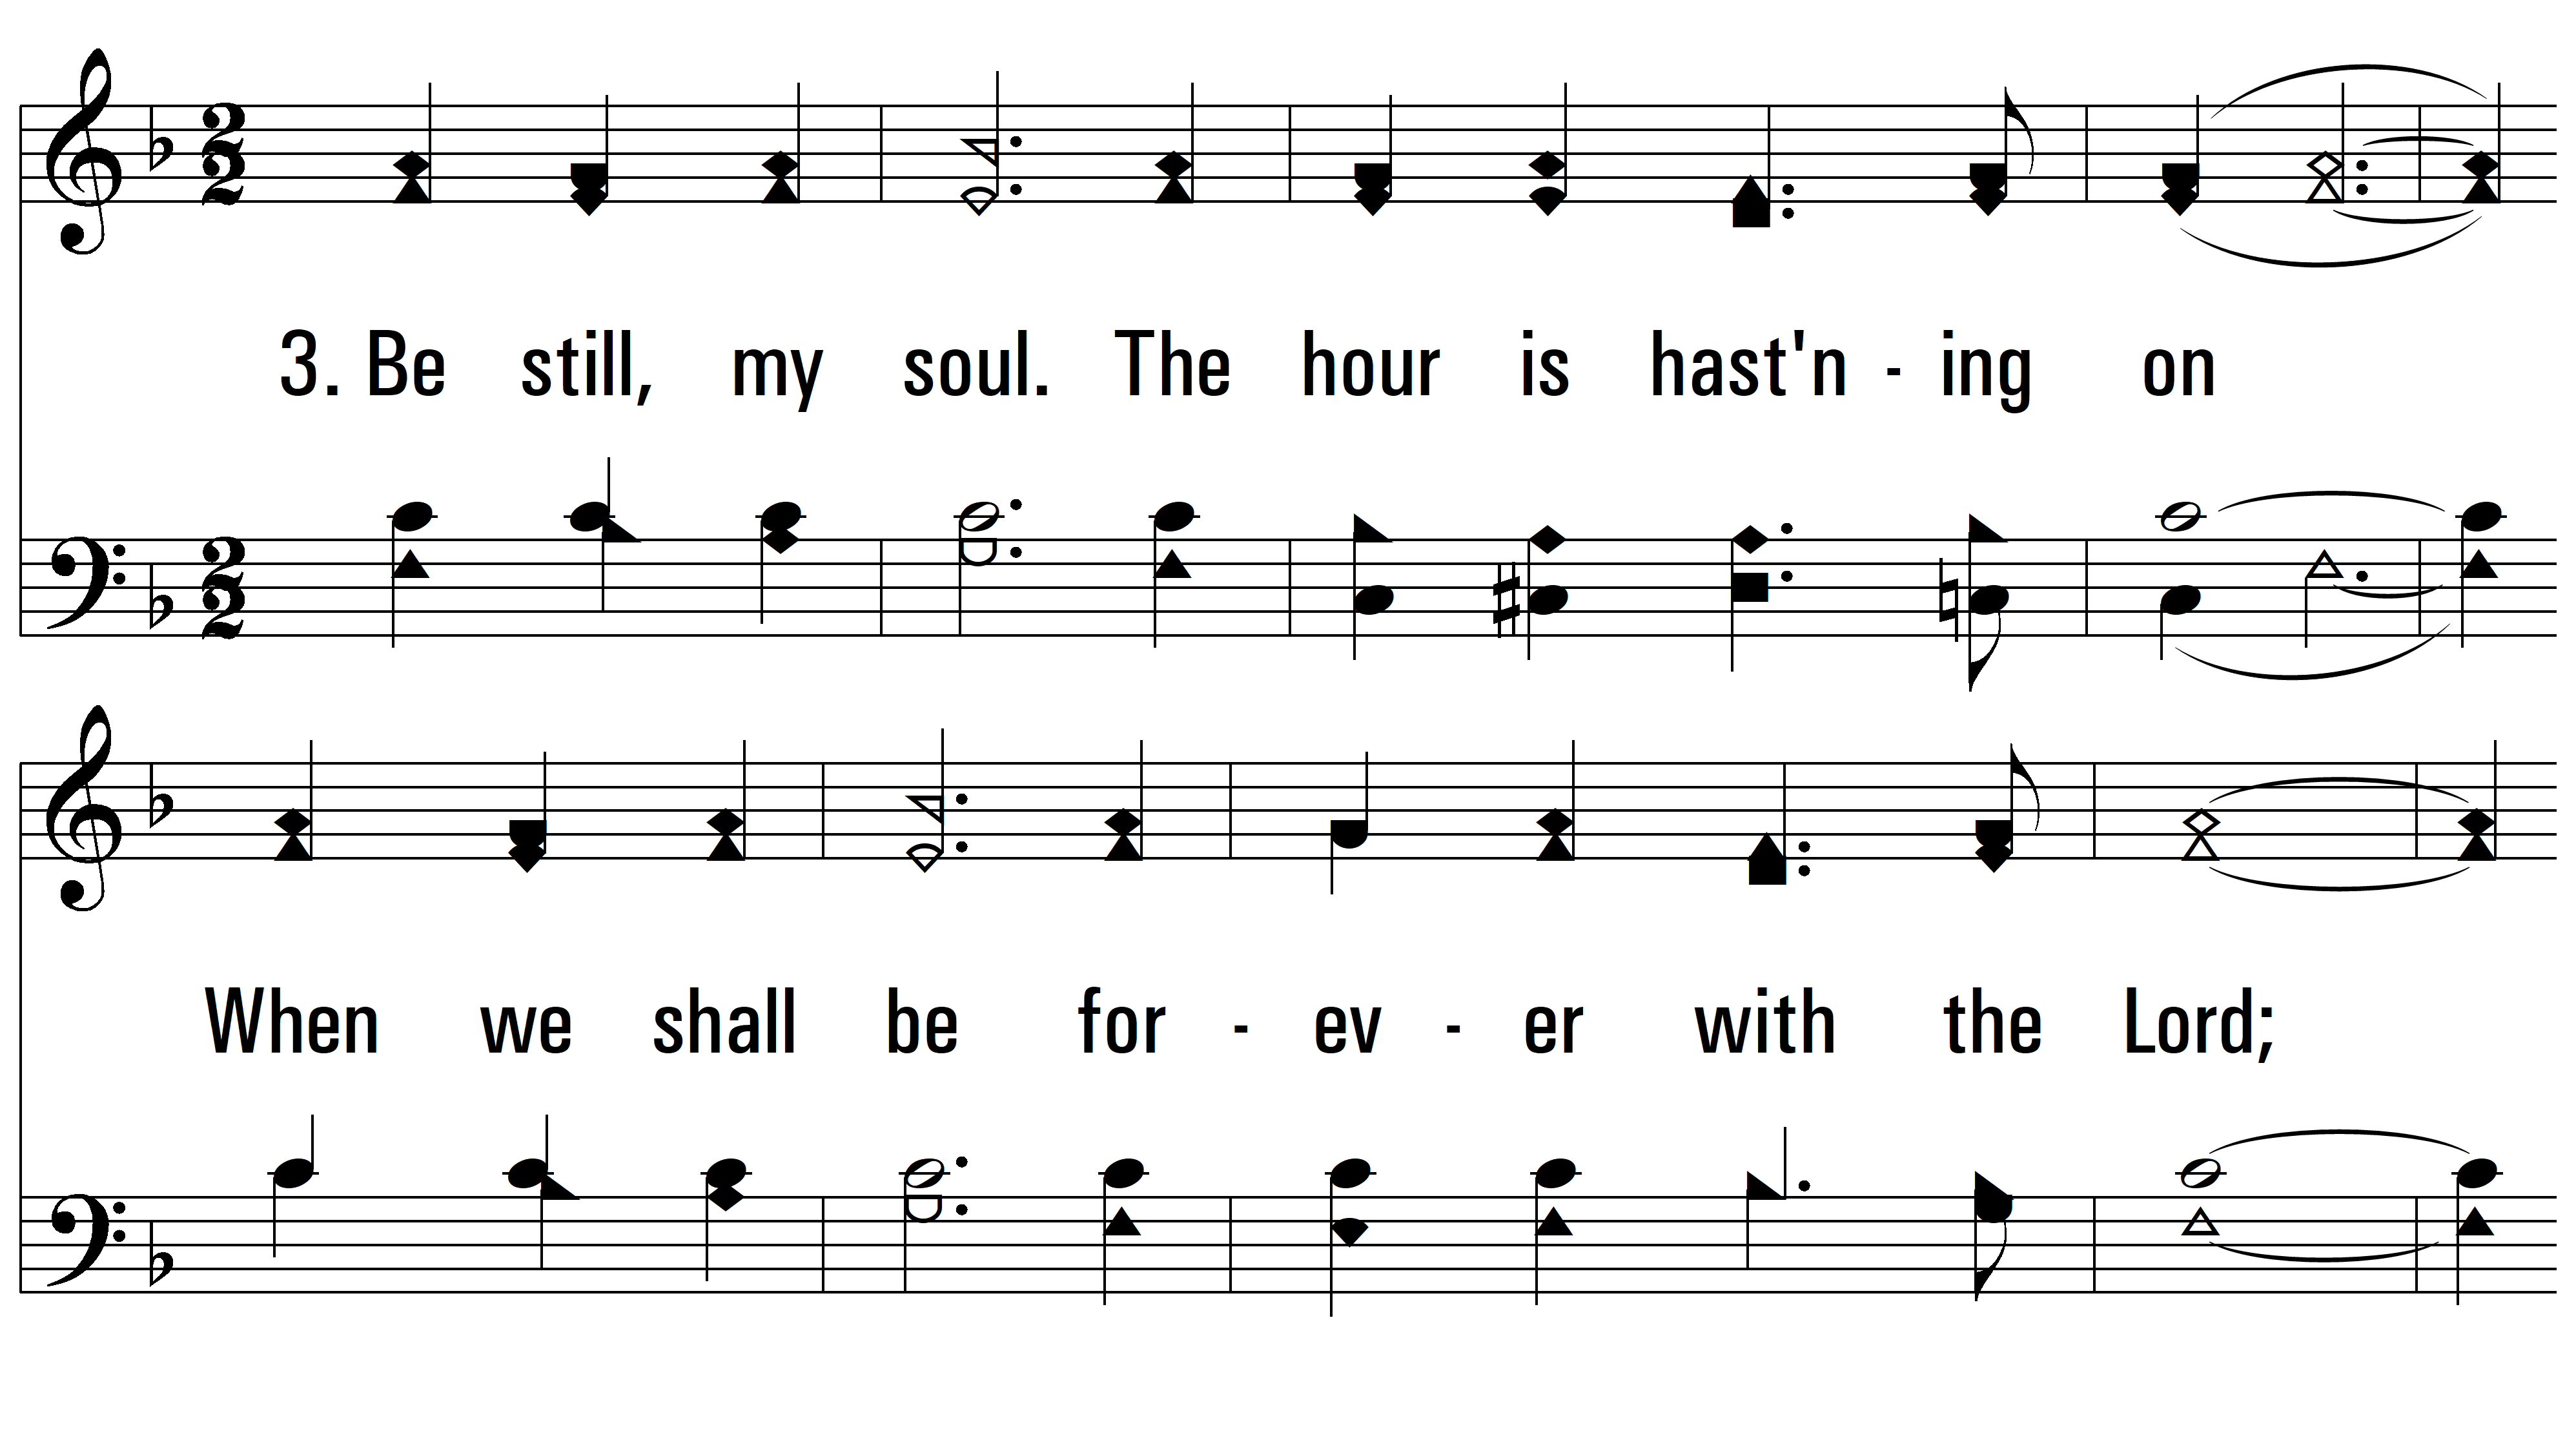 3. Be still, my soul. The hour is hast'n - ing on
When we shall be for - ev - er with the Lord;